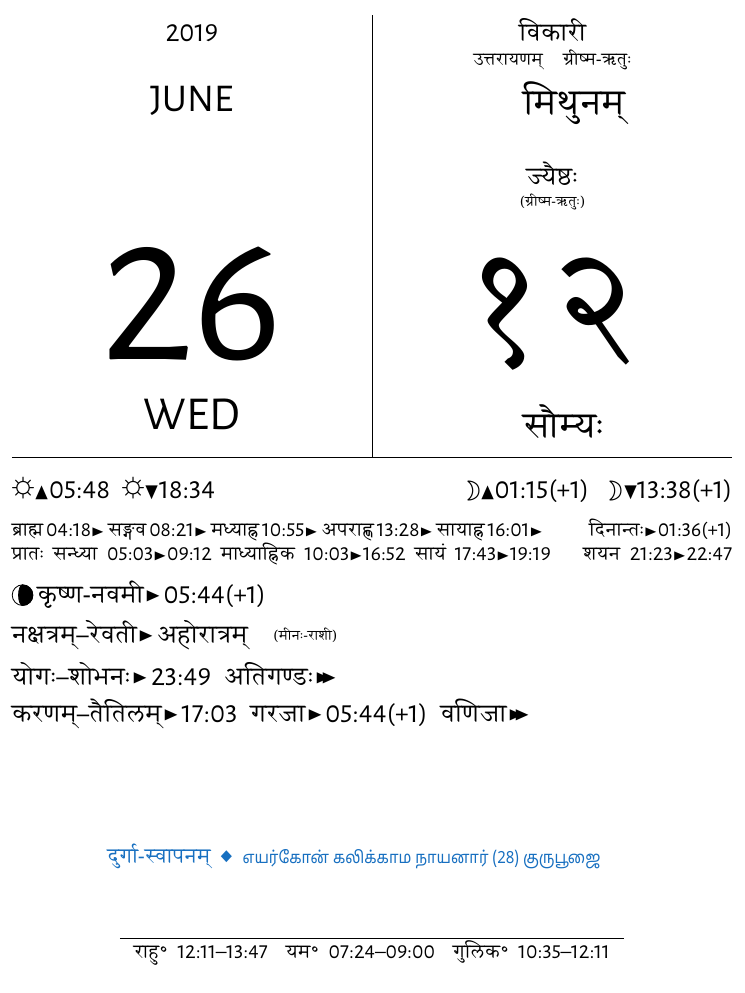 2019
JUNE
26
WED
विकारी
उत्तरायणम् ग्रीष्म-ऋतुः
मिथुनम्
ज्यैष्ठः
(ग्रीष्म-ऋतुः)
१२
सौम्यः
☼▲05:48 ☼▼18:34 ☽▲01:15(+1) ☽▼13:38(+1)
ब्राह्म 04:18► सङ्गव 08:21► मध्याह्न 10:55► अपराह्ण 13:28► सायाह्न 16:01► दिनान्तः►01:36(+1)
प्रातः सन्ध्या 05:03►09:12 माध्याह्निक 10:03►16:52 सायं 17:43►19:19 शयन 21:23►22:47
कृष्ण-नवमी► 05:44(+1)
नक्षत्रम्–रेवती► अहोरात्रम् (मीनः-राशी)
योगः–शोभनः► 23:49 अतिगण्डः►►
करणम्–तैतिलम्►17:03 गरजा►05:44(+1) वणिजा►►
दुर्गा-स्वापनम् ◆ எயர்கோன் கலிக்காம நாயனார் (28) குருபூஜை
राहु° 12:11–13:47 यम° 07:24–09:00 गुलिक° 10:35–12:11